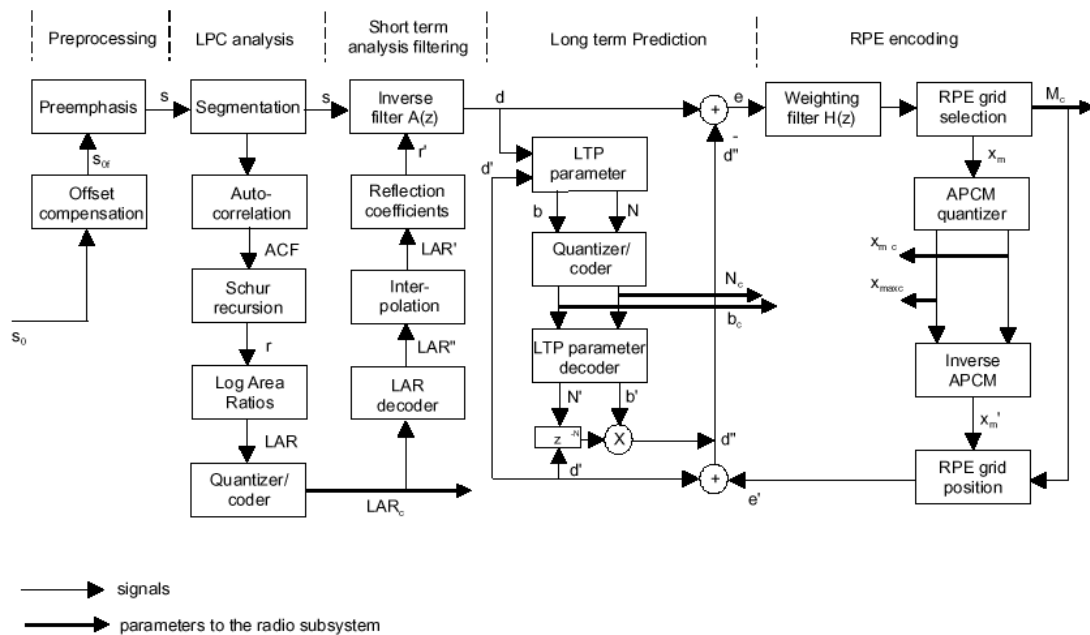 Preprocessing
LPC analysis
Short term
analysis filtering
Long term Prediction
RPE encoding
Preemphasis
s
Segmentation
s
Inverse
filter A(z)
d
+
e
Weighting
filter H(z)
RPE grid
selection
M_c
s_0f
r'
d'
LTP
parameter
-
d"
x_m
Offset
compensation
Auto-
correlation
Reflection
coefficients
b
N
APCM
quantizer
ACF
LAR'
Quantizer/
coder
x_m c
Schur
recursion
Inter-
polation
N_c
x_maxc
b_c
s_0
r
LAR"
LTP parameter
decoder
Inverse
APCM
Log Area
Ratios
LAR
decoder
N'
b'
x_m'
LAR
z^-N
X
d"
Quantizer/
coder
d'
+
RPE grid
position
LAR_c
e'
signals
parameters to the radio subsystem